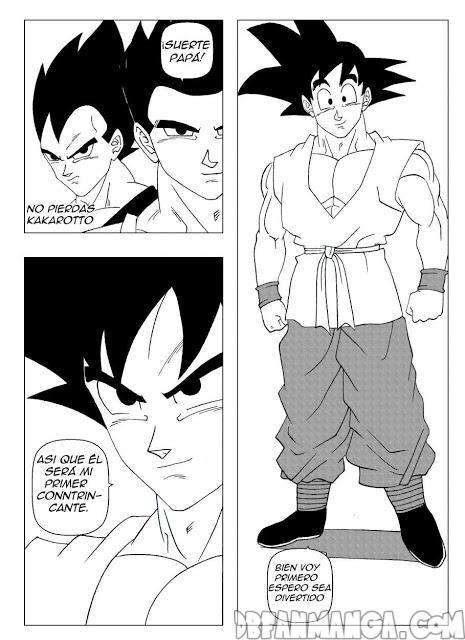 ¡SUERTE
PAPÁ!
NO PIERDAS
KAKAROTTO
ASI QUE ÉL
SERÁ MI
PRIMER
CONNTRIN-
CANTE.
BIEN VOY
PRIMERO
ESPERO SEA
DIVERTIDO
DBFANMANGA.COM